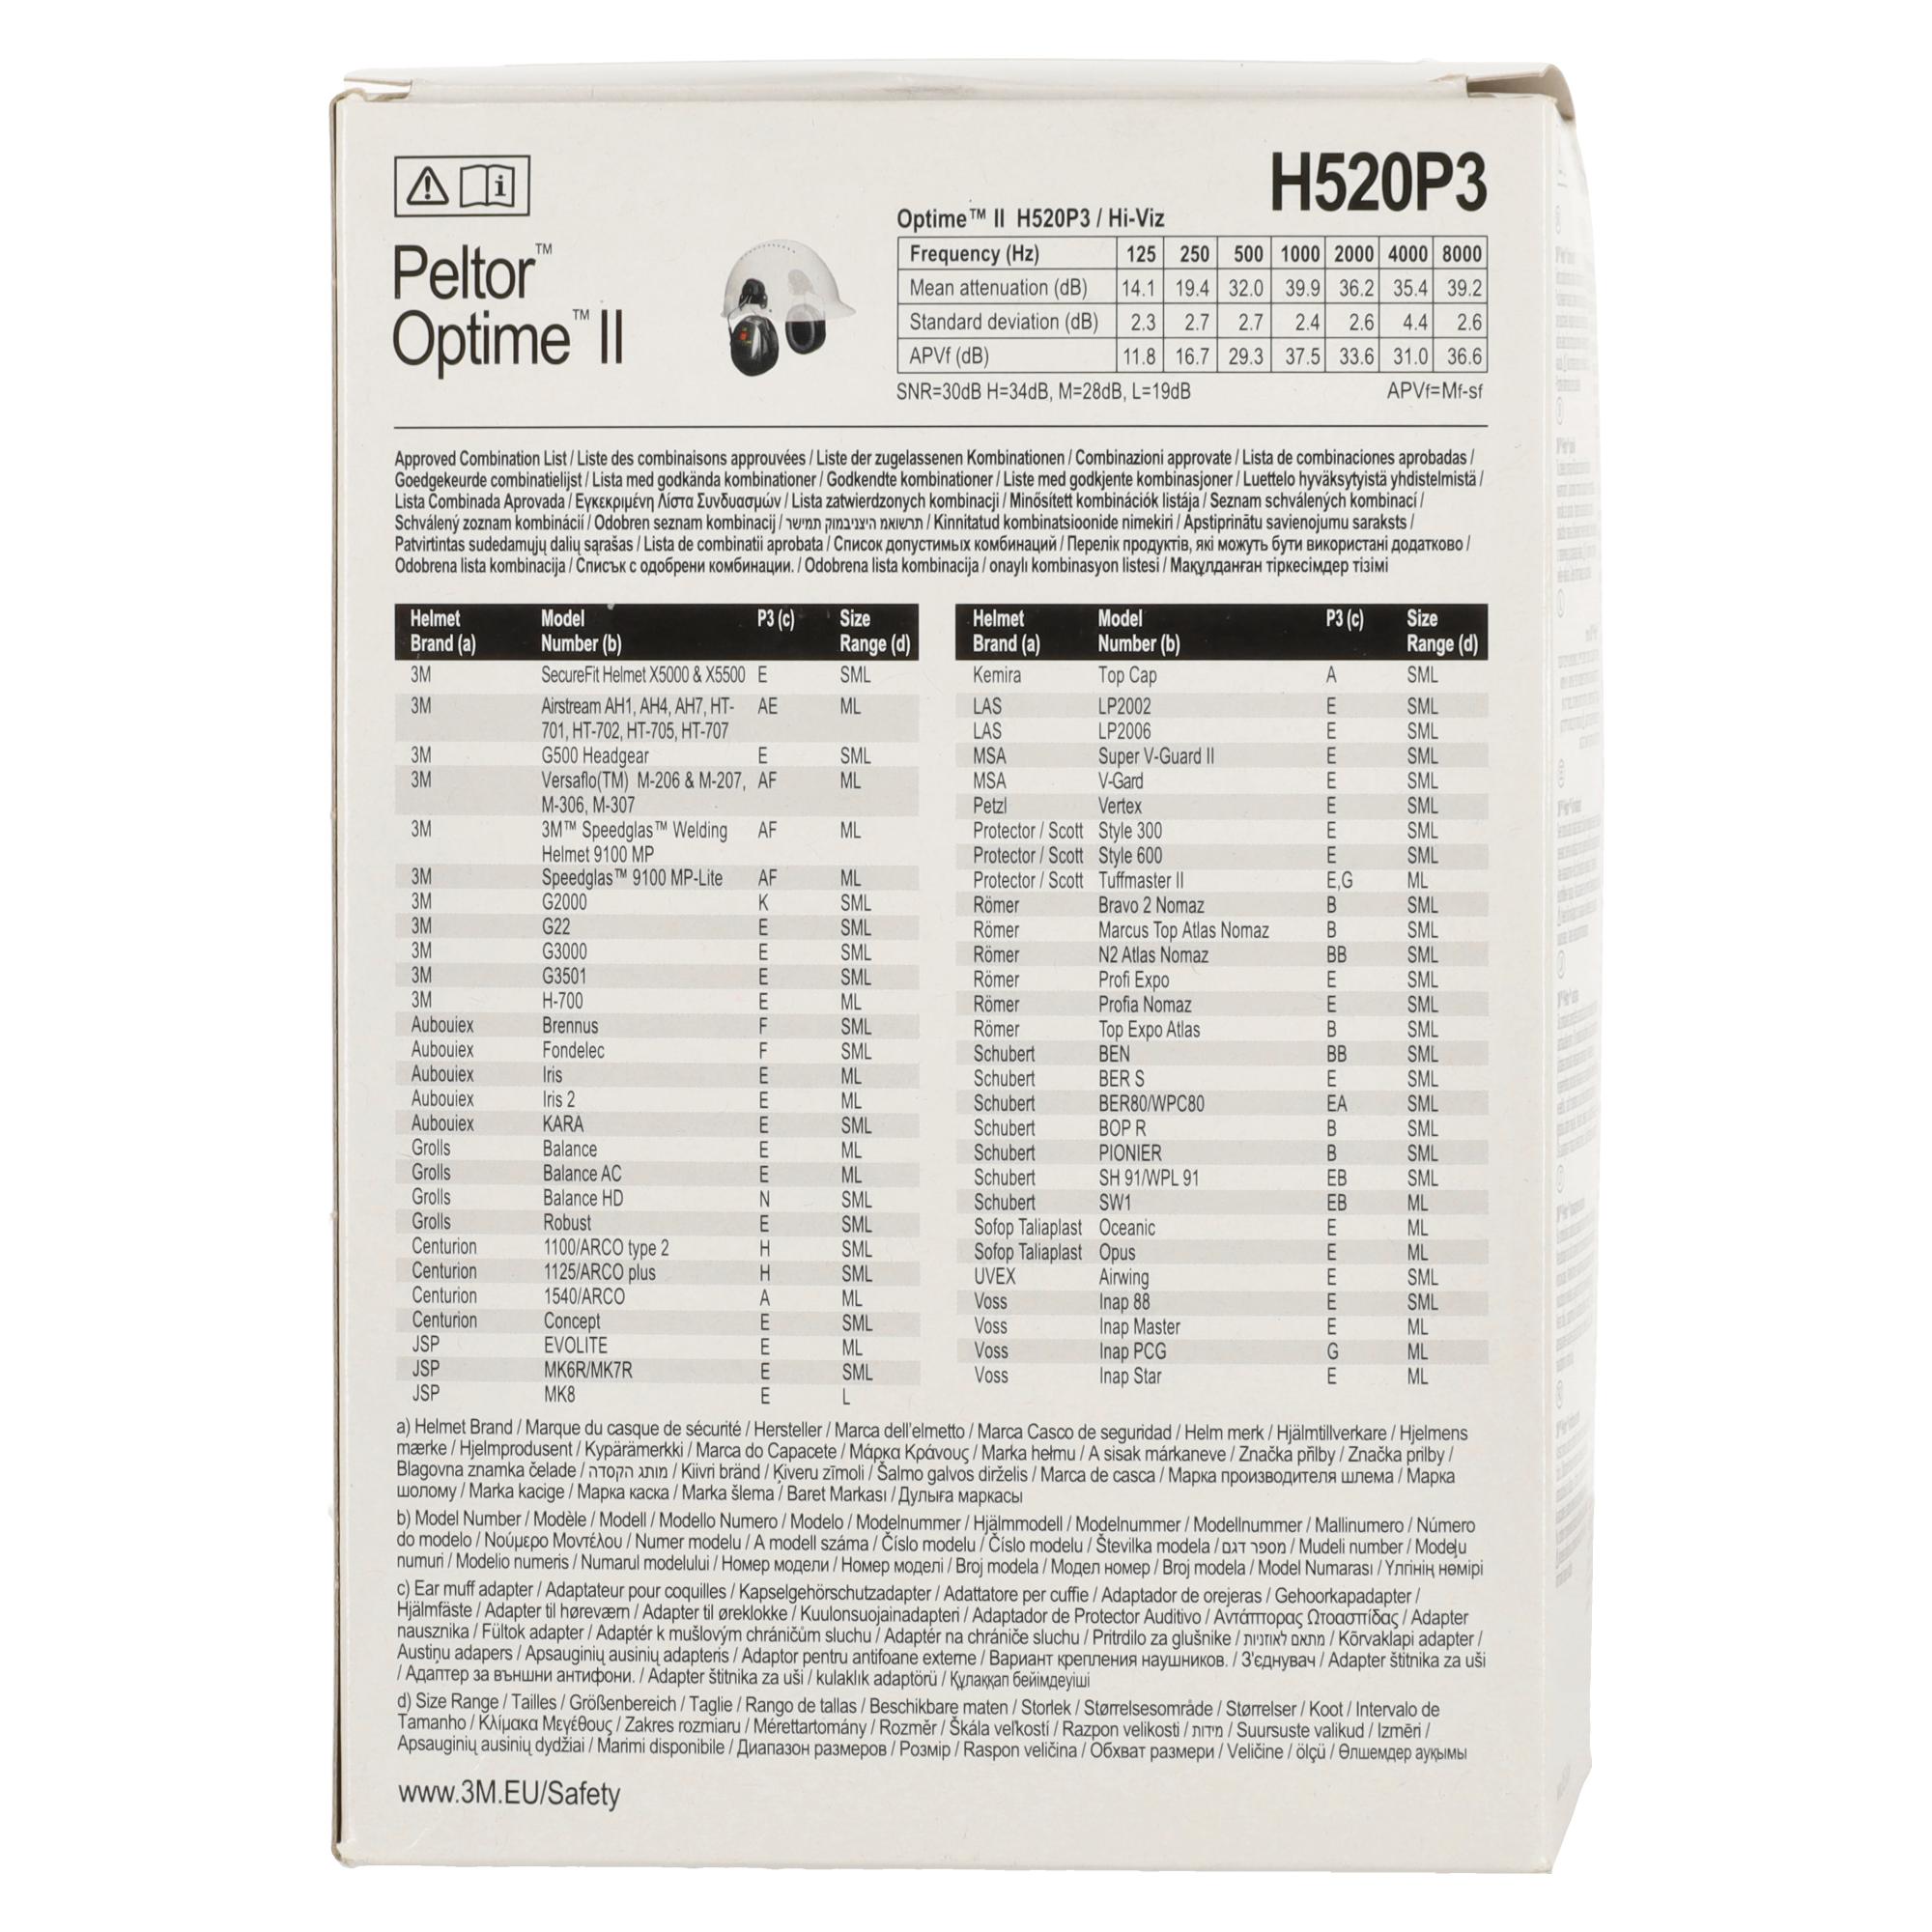 H520P3
Peltor™
Optime™ II
Optime™ II H520P3 / Hi-Viz
Frequency (Hz) 125 250 500 1000 2000 4000 8000
Mean attenuation (dB) 14.1 19.4 32.0 39.9 36.2 35.4 39.2
Standard deviation (dB) 2.3 2.7 2.7 2.4 2.6 4.4 2.6
APVf (dB) 11.8 16.7 29.3 37.5 33.6 31.0 36.6
SNR=30dB H=34dB, M=28dB, L=19dB APVf=Mf-sf
Approved Combination List / Liste des combinaisons approuvées / Liste der zugelassenen Kombinationen / Combinazioni approvate / Lista de combinaciones aprobadas /
Goedgekeurde combinatielijst / Lista med godkända kombinationer / Godkendte kombinationer / Liste med godkjente kombinasjoner / Luettelo hyväksytyistä yhdistelmistä /
Lista Combinada Aprovada / Εγκεκριμένη Λίστα Συνδυασμών / Lista zatwierdzonych kombinacji / Minősített kombinációk listája / Seznam schválených kombinací /
Schválený zoznam kombinácií / Odobren seznam kombinacij / תרשואמ היצניבמוק תמישר / Kinnitatud kombinatsioonide nimekiri / Apstiprinātu savienojumu saraksts /
Patvirtintas sudedamųjų dalių sąrašas / Lista de combinatii aprobata / Список допустимых комбинаций / Перелік продуктів, які можуть бути використані додатково /
Odobrena lista kombinacija / Списък с одобрени комбинации. / Odobrena lista kombinacija / onaylı kombinasyon listesi / Мақұлданған тіркесімдер тізімі
Helmet Model P3 (c) Size
Brand (a) Number (b) Range (d)
3M SecureFit Helmet X5000 & X5500 E SML
3M Airstream AH1, AH4, AH7, HT- AE ML
701, HT-702, HT-705, HT-707
3M G500 Headgear E SML
3M Versaflo(TM) M-206 & M-207, AF ML
M-306, M-307
3M 3M™ Speedglas™ Welding AF ML
Helmet 9100 MP
3M Speedglas™ 9100 MP-Lite AF ML
3M G2000 K SML
3M G22 E SML
3M G3000 E SML
3M G3501 E SML
3M H-700 E ML
Aubouiex Brennus F SML
Aubouiex Fondelec F SML
Aubouiex Iris E ML
Aubouiex Iris 2 E ML
Aubouiex KARA E SML
Grolls Balance E ML
Grolls Balance AC E ML
Grolls Balance HD N SML
Grolls Robust E SML
Centurion 1100/ARCO type 2 H SML
Centurion 1125/ARCO plus H SML
Centurion 1540/ARCO A ML
Centurion Concept E SML
JSP EVOLITE E ML
JSP MK6R/MK7R E SML
JSP MK8 E L
Helmet Model P3 (c) Size
Brand (a) Number (b) Range (d)
Kemira Top Cap A SML
LAS LP2002 E SML
LAS LP2006 E SML
MSA Super V-Guard II E SML
MSA V-Gard E SML
Petzl Vertex E SML
Protector / Scott Style 300 E SML
Protector / Scott Style 600 E SML
Protector / Scott Tuffmaster II E,G ML
Römer Bravo 2 Nomaz B SML
Römer Marcus Top Atlas Nomaz B SML
Römer N2 Atlas Nomaz BB SML
Römer Profi Expo E SML
Römer Profia Nomaz E SML
Römer Top Expo Atlas B SML
Schubert BEN BB SML
Schubert BER S E SML
Schubert BER80/WPC80 EA SML
Schubert BOP R B SML
Schubert PIONIER B SML
Schubert SH 91/WPL 91 EB SML
Schubert SW1 EB ML
Sofop Taliaplast Oceanic E ML
Sofop Taliaplast Opus E ML
UVEX Airwing E SML
Voss Inap 88 E SML
Voss Inap Master E ML
Voss Inap PCG G ML
Voss Inap Star E ML
a) Helmet Brand / Marque du casque de sécurité / Hersteller / Marca dell'elmetto / Marca Casco de seguridad / Helm merk / Hjälmtillverkare / Hjelmens
mærke / Hjelmprodusent / Kypärämerkki / Marca do Capacete / Μάρκα Κράνους / Marka hełmu / A sisak márkaneve / Značka přilby / Značka prilby /
Blagovna znamka čelade / מותג הקסדה / Kiivri bränd / Ķiveru zīmoli / Šalmo galvos dirželis / Marca de casca / Марка производителя шлема / Марка
шолому / Marka kacige / Марка каска / Marka šlema / Baret Markası / Дулыға маркасы
b) Model Number / Modèle / Modell / Modello Numero / Modelo / Modelnummer / Hjälmmodell / Modelnummer / Modellnummer / Mallinumero / Número
do modelo / Νούμερο Μοντέλου / Numer modelu / A modell száma / Číslo modelu / Číslo modelu / Številka modela / מספר דגם / Mudeli number / Modeļu
numuri / Modelio numeris / Numarul modelului / Номер модели / Номер моделі / Broj modela / Модел номер / Broj modela / Model Numarası / Үлгінің нөмірі
c) Ear muff adapter / Adaptateur pour coquilles / Kapselgehörschutzadapter / Adattatore per cuffie / Adaptador de orejeras / Gehoorkapadapter /
Hjälmfäste / Adapter til høreværn / Adapter til øreklokke / Kuulonsuojainadapteri / Adaptador de Protector Auditivo / Αντάπτορας Ωτοασπίδας / Adapter
nausznika / Fültok adapter / Adaptér k mušlovým chráničům sluchu / Adaptér na chrániče sluchu / Pritrdilo za glušnike / מתאם לאוזניות / Kõrvaklapi adapter /
Austiņu adapers / Apsauginių ausinių adapteris / Adaptor pentru antifoane externe / Вариант крепления наушников. / З'єднувач / Adapter štitnika za uši
/ Адаптер за външни антифони. / Adapter štitnika za uši / kulaklık adaptörü / Құлаққап бейімдеуіші
d) Size Range / Tailles / Größenbereich / Taglie / Rango de tallas / Beschikbare maten / Storlek / Størrelsesområde / Størrelser / Koot / Intervalo de
Tamanho / Κλίμακα Μεγέθους / Zakres rozmiaru / Mérettartomány / Rozměr / Škála veľkostí / Razpon velikosti / מידות / Suursuste valikud / Izmēri /
Apsauginių ausinių dydžiai / Marimi disponibile / Диапазон размеров / Розмір / Raspon veličina / Обхват размери / Veličine / ölçü / Өлшемдер ауқымы
www.3M.EU/Safety